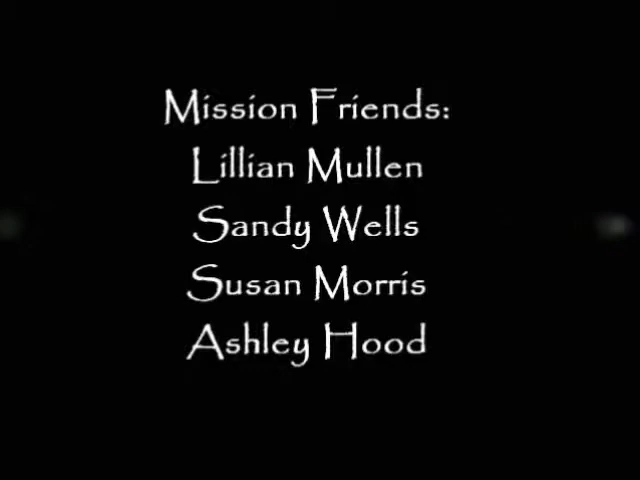 Mission Friends:
Lillian Mullen
Sandy Wells
Susan Morris
Ashley Hood